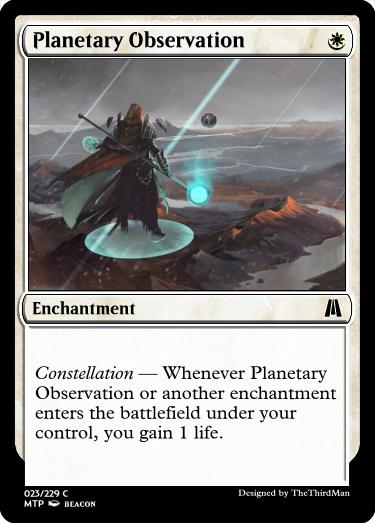 Planetary Observation
Enchantment
Constellation — Whenever Planetary
Observation or another enchantment
enters the battlefield under your
control, you gain 1 life.
023/229 C
MTP BEACON
Designed by TheThirdMan